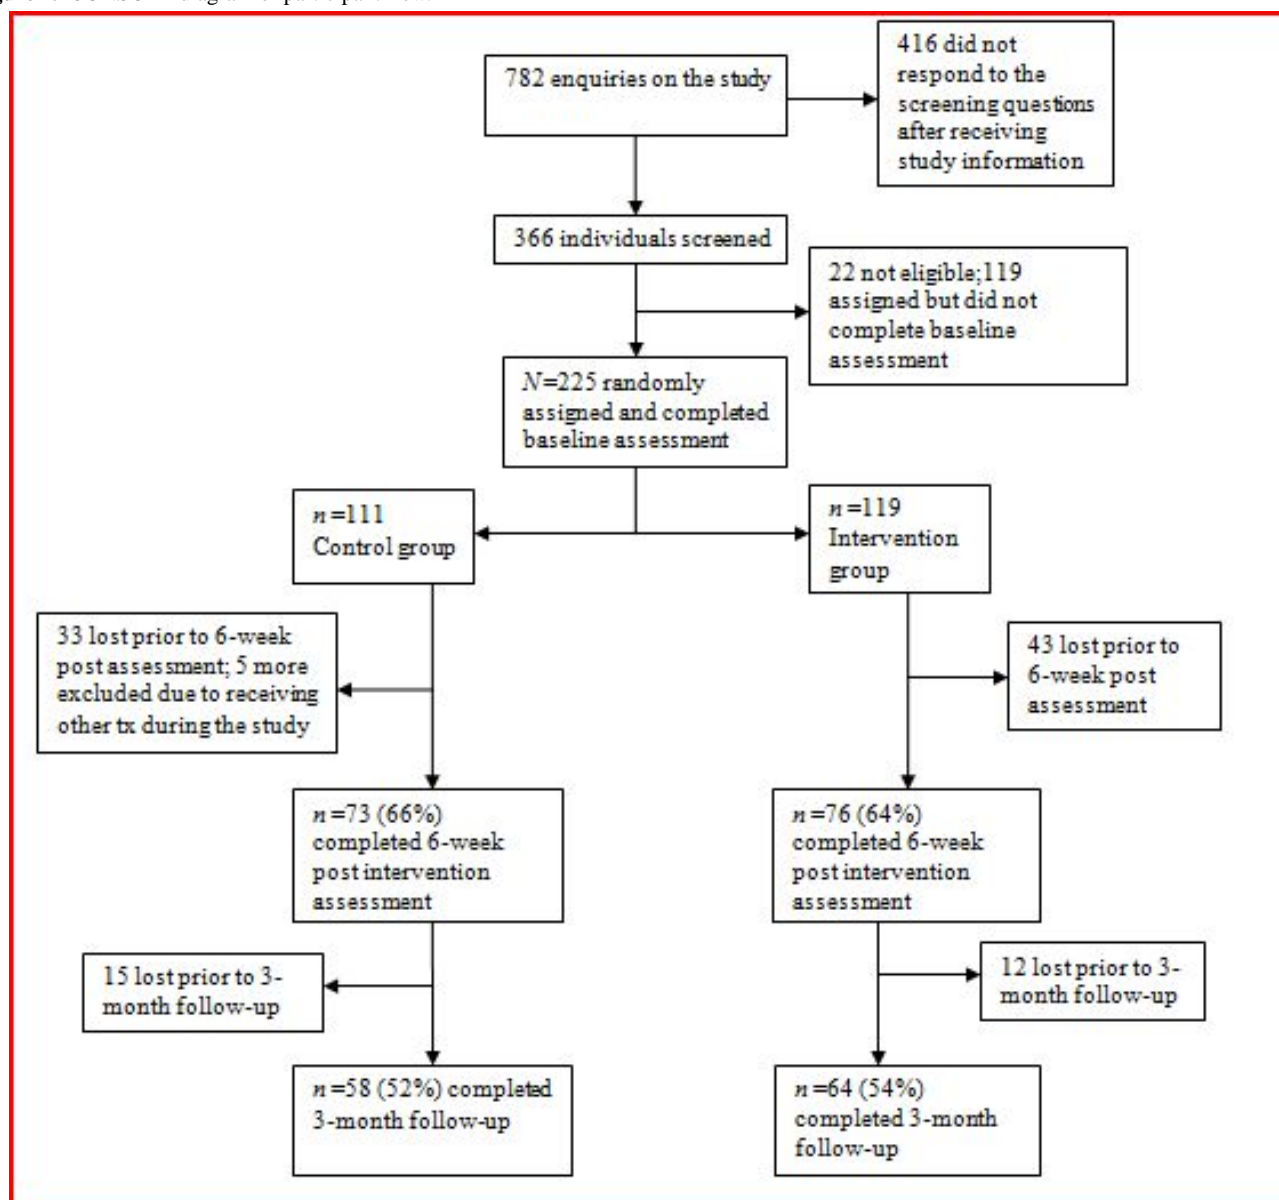 782 enquiries on the study
416 did not
respond to the
screening questions
after receiving
study information
366 individuals screened
22 not eligible;119
assigned but did not
complete baseline
assessment
N=225 randomly
assigned and completed
baseline assessment
n=111
Control group
n=119
Intervention
group
33 lost prior to 6-week
post assessment; 5 more
excluded due to receiving
other tx during the study
43 lost prior to
6-week post
assessment
n=73 (66%)
completed 6-week
post intervention
assessment
n=76 (64%)
completed 6-week
post intervention
assessment
15 lost prior to 3-
month follow-up
12 lost prior to 3-
month follow-up
n=58 (52%) completed
3-month follow-up
n=64 (54%)
completed 3-month
follow-up